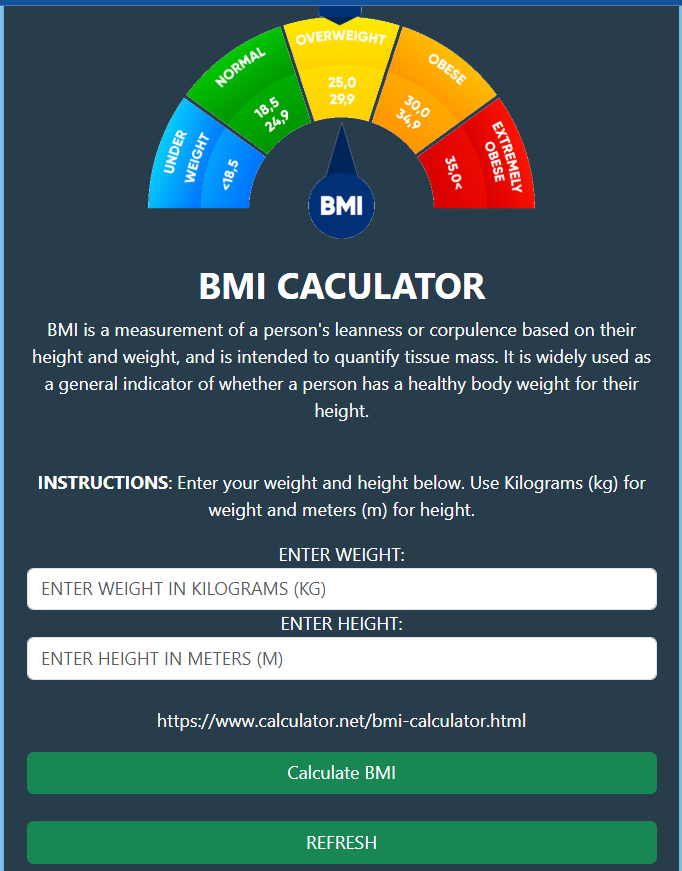 OVERWEIGHT
NORMAL
OBESE
25,0
29,9
18,5
24,9
30,0
34,9
UNDER
WEIGHT
<18,5
35,0<
EXTREMELY
OBESE
BMI
BMI CACULATOR
BMI is a measurement of a person's leanness or corpulence based on their
height and weight, and is intended to quantify tissue mass. It is widely used as
a general indicator of whether a person has a healthy body weight for their
height.
INSTRUCTIONS: Enter your weight and height below. Use Kilograms (kg) for
weight and meters (m) for height.
ENTER WEIGHT:
ENTER WEIGHT IN KILOGRAMS (KG)
ENTER HEIGHT:
ENTER HEIGHT IN METERS (M)
https://www.calculator.net/bmi-calculator.html
Calculate BMI
REFRESH